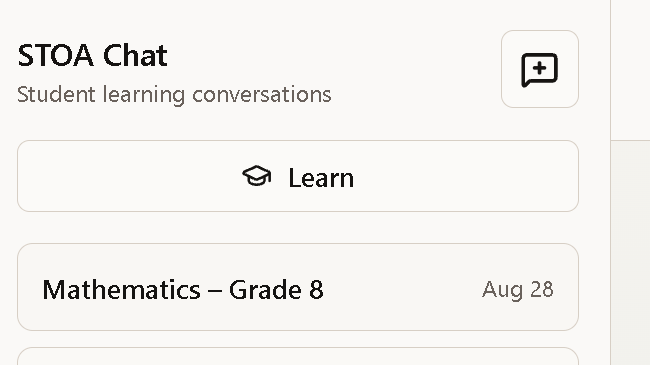 STOA Chat
Student learning conversations
Learn
Mathematics – Grade 8
Aug 28